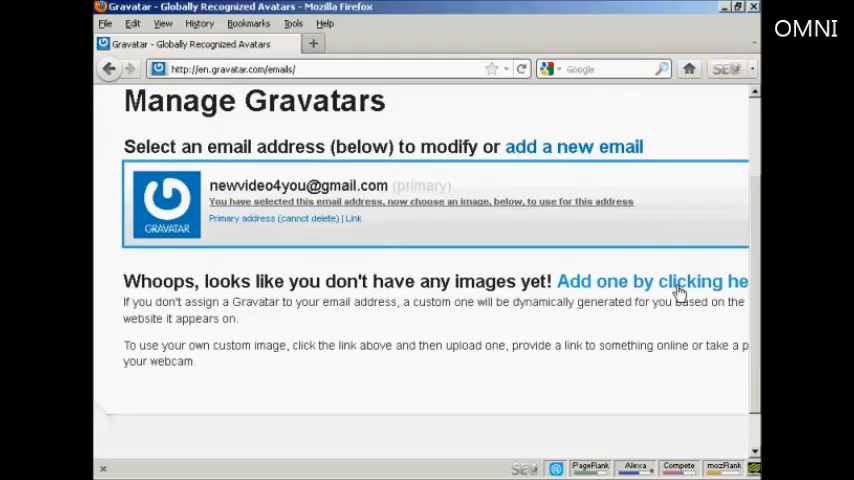 Gravatar - Globally Recognized Avatars - Mozilla Firefox
OMNI
File Edit View History Bookmarks Tools Help
Gravatar - Globally Recognized Avatars
http://en.gravatar.com/emails/
Google
SEO
Manage Gravatars
Select an email address (below) to modify or add a new email
newvideo4you@gmail.com (primary)
You have selected this email address, now choose an image, below, to use for this address
Primary address (cannot delete) | Link
GRAVATAR
Whoops, looks like you don't have any images yet! Add one by clicking he
If you don't assign a Gravatar to your email address, a custom one will be dynamically generated for you based on the
website it appears on.
To use your own custom image, click the link above and then upload one, provide a link to something online or take a p
your webcam.
SEO PageRank Alexa Compete mozRank